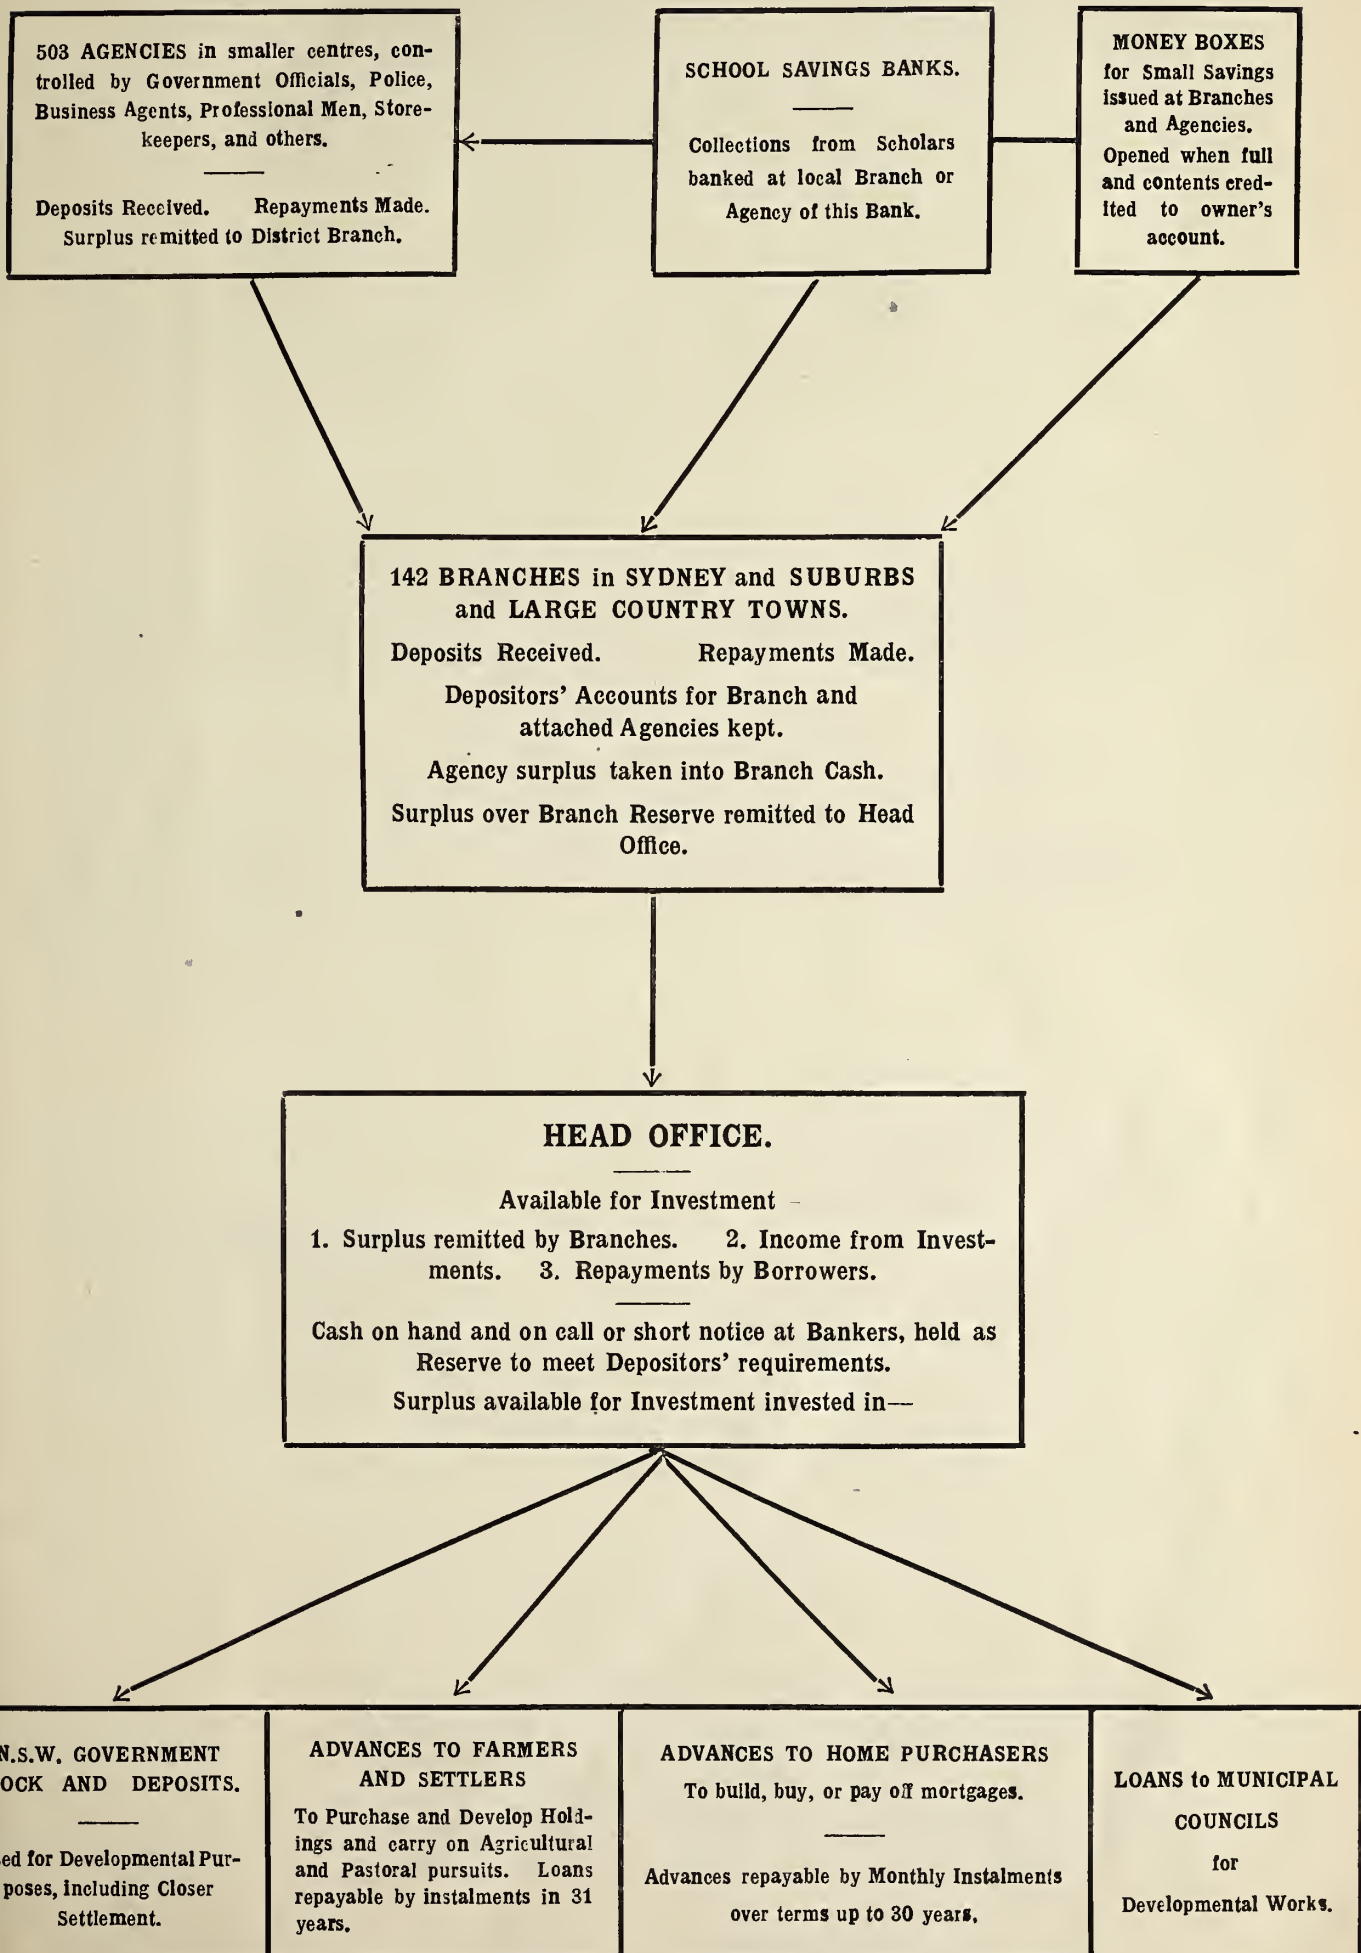 503 AGENCIES in smaller centres, con-
trolled by Government Officials, Police,
Business Agents, Professional Men, Store-
keepers, and others.
Deposits Received. Repayments Made.
Surplus remitted to District Branch.
SCHOOL SAVINGS BANKS.
Collections from Scholars
banked at local Branch or
Agency of this Bank.
MONEY BOXES
for Small Savings
issued at Branches
and Agencies.
Opened when full
and contents cred-
ited to owner's
account.
142 BRANCHES in SYDNEY and SUBURBS
and LARGE COUNTRY TOWNS.
Deposits Received. Repayments Made.
Depositors' Accounts for Branch and
attached Agencies kept.
Agency surplus taken into Branch Cash.
Surplus over Branch Reserve remitted to Head
Office.
HEAD OFFICE.
Available for Investment –
1. Surplus remitted by Branches. 2. Income from Invest-
ments. 3. Repayments by Borrowers.
Cash on hand and on call or short notice at Bankers, held as
Reserve to meet Depositors' requirements.
Surplus available for Investment invested in—
N.S.W. GOVERNMENT
OCK AND DEPOSITS.
ed for Developmental Pur-
poses, including Closer
Settlement.
ADVANCES TO FARMERS
AND SETTLERS
To Purchase and Develop Hold-
ings and carry on Agricultural
and Pastoral pursuits. Loans
repayable by instalments in 31
years.
ADVANCES TO HOME PURCHASERS
To build, buy, or pay off mortgages.
Advances repayable by Monthly Instalments
over terms up to 30 years.
LOANS to MUNICIPAL
COUNCILS
for
Developmental Works.